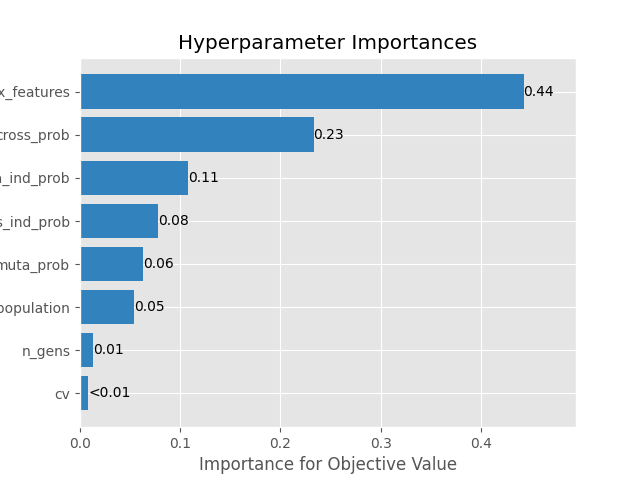 Hyperparameter Importances
x_features
0.44
cross_prob
0.23
_ind_prob
0.11
s_ind_prob
0.08
muta_prob
0.06
population
0.05
n_gens
0.01
cv
<0.01
0.0
0.1
0.2
0.3
0.4
Importance for Objective Value